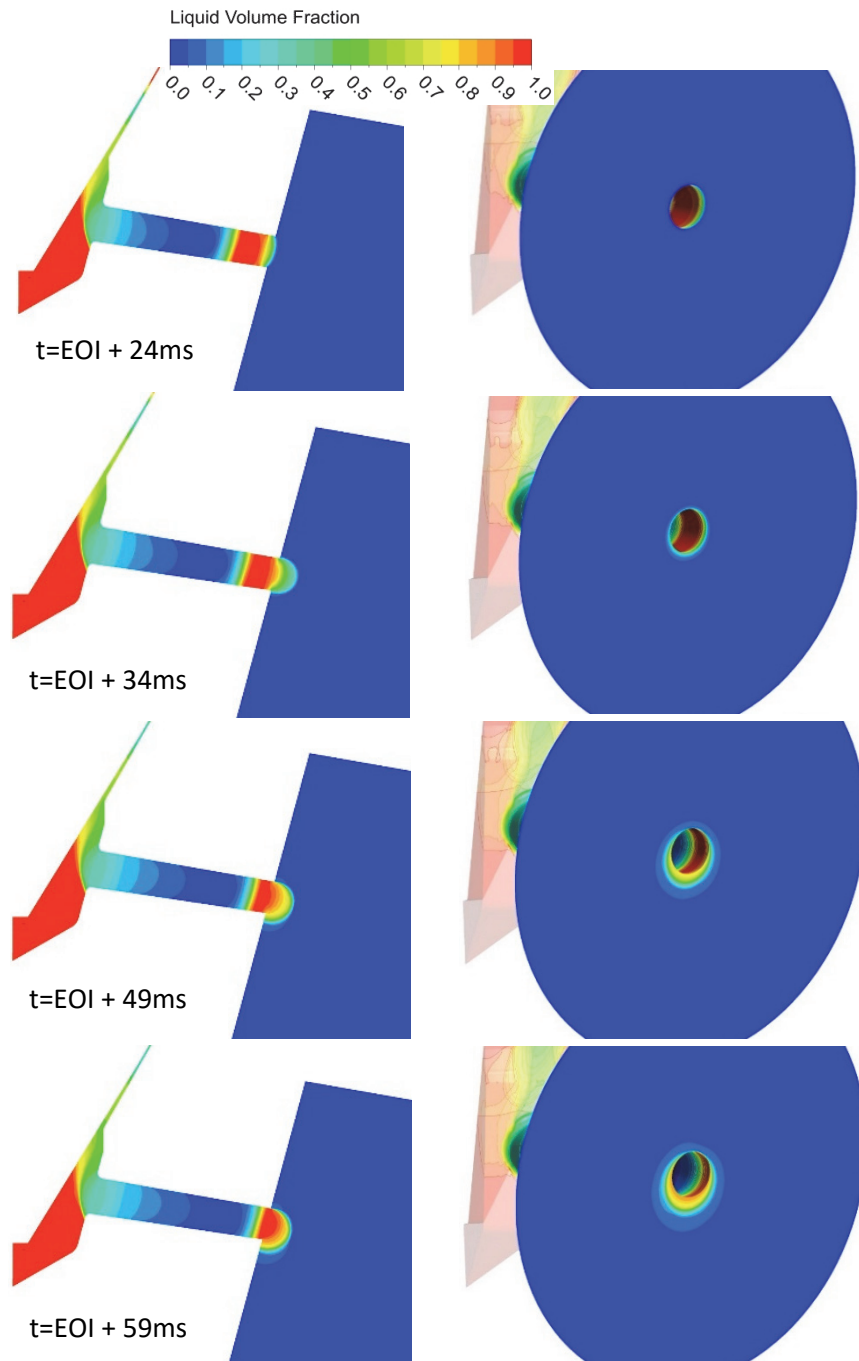 Liquid Volume Fraction
0.0 0.1 0.2 0.3 0.4 0.5 0.6 0.7 0.8 0.9 1.0
t=EOI + 24ms
t=EOI + 34ms
t=EOI + 49ms
t=EOI + 59ms